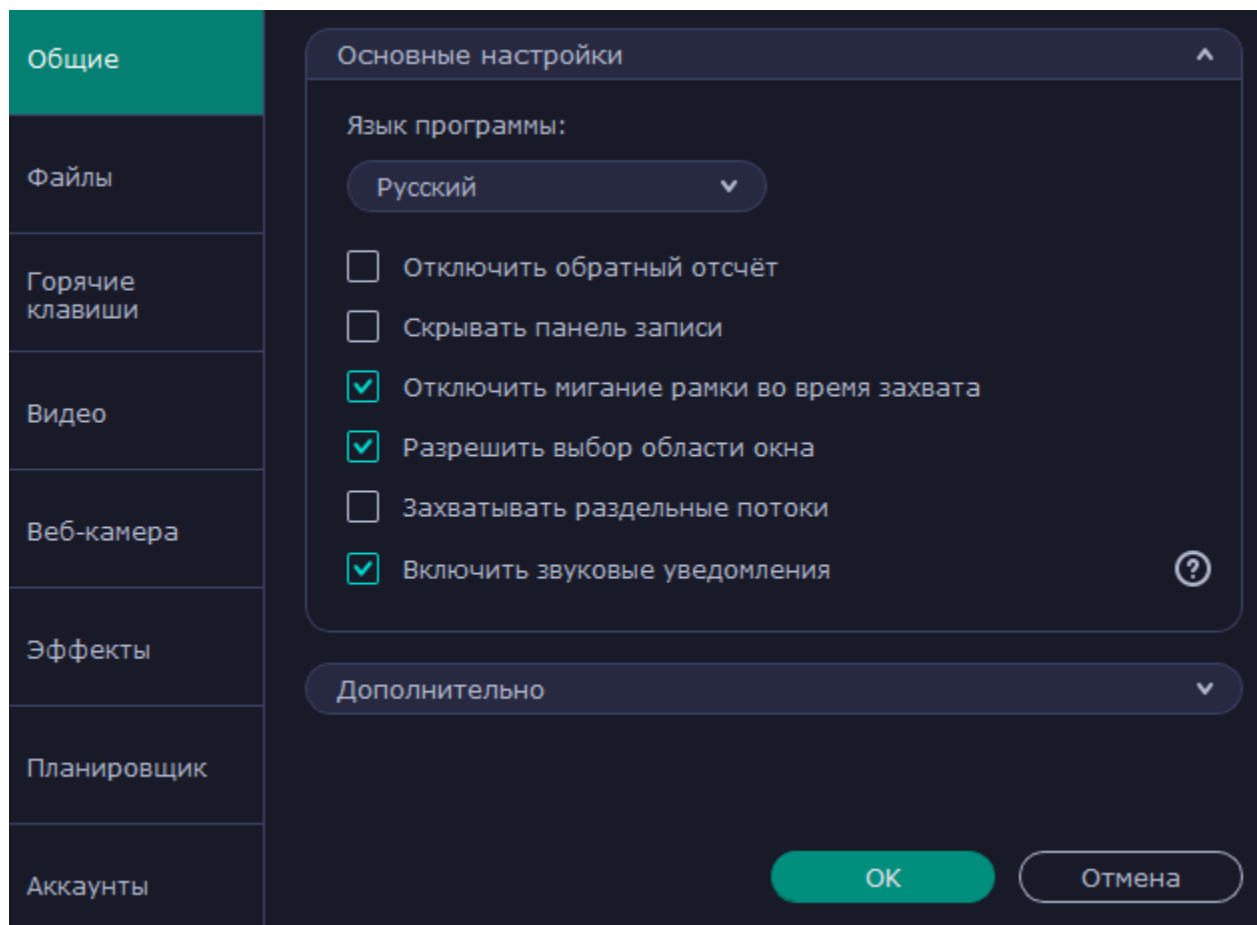 Общие
Файлы
Горячие
клавиши
Видео
Веб-камера
Эффекты
Планировщик
Аккаунты
Основные настройки
Язык программы:
Русский
Отключить обратный отсчёт
Скрывать панель записи
Отключить мигание рамки во время захвата
Разрешить выбор области окна
Захватывать раздельные потоки
Включить звуковые уведомления
?
Дополнительно
OK
Отмена